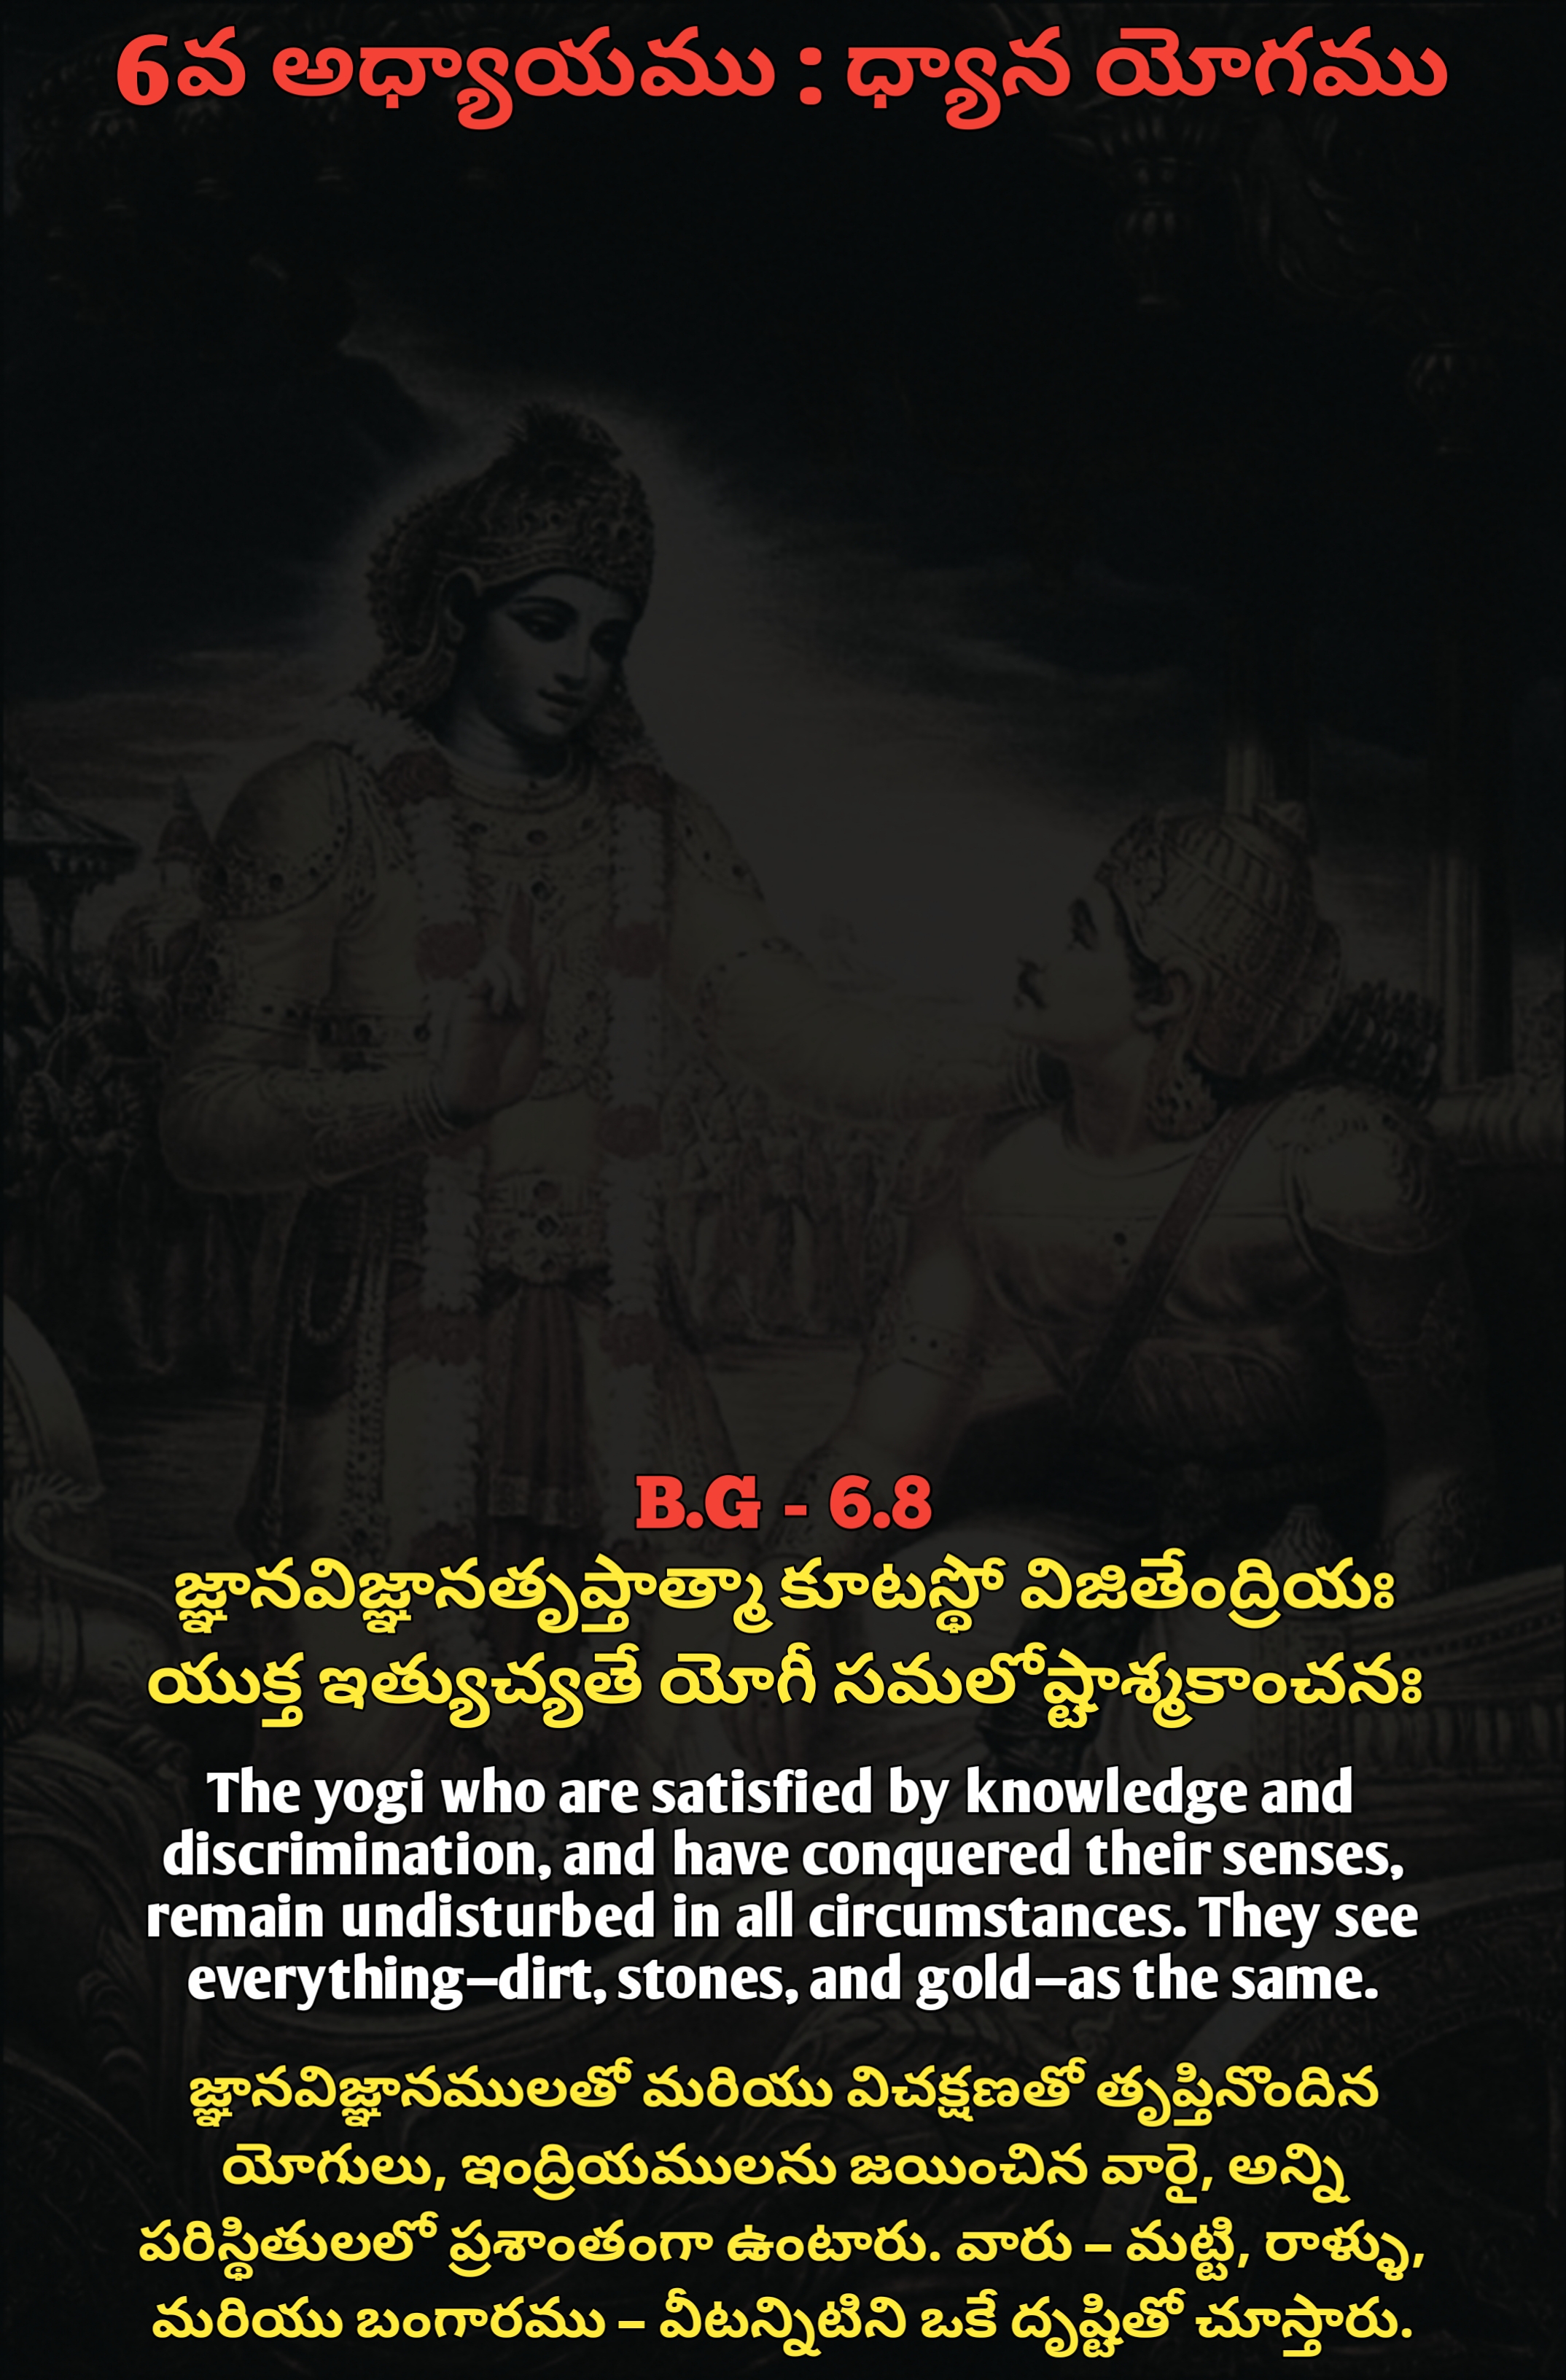 6వ అధ్యాయము : ధ్యాన యోగము
B.G - 6.8
జ్ఞానవిజ్ఞానతృప్తాత్మా కూటస్థో విజితేంద్రియః
యుక్త ఇత్యుచ్యతే యోగీ సమలోష్టాశ్మకాంచనః
The yogi who are satisfied by knowledge and
discrimination, and have conquered their senses,
remain undisturbed in all circumstances. They see
everything—dirt, stones, and gold—as the same.
జ్ఞానవిజ్ఞానములతో మరియు విచక్షణతో తృప్తినొందిన
యోగులు, ఇంద్రియములను జయించిన వారై, అన్ని
పరిస్థితులలో ప్రశాంతంగా ఉంటారు. వారు – మట్టి, రాళ్ళు,
మరియు బంగారము – వీటన్నిటిని ఒకే దృష్టితో చూస్తారు.